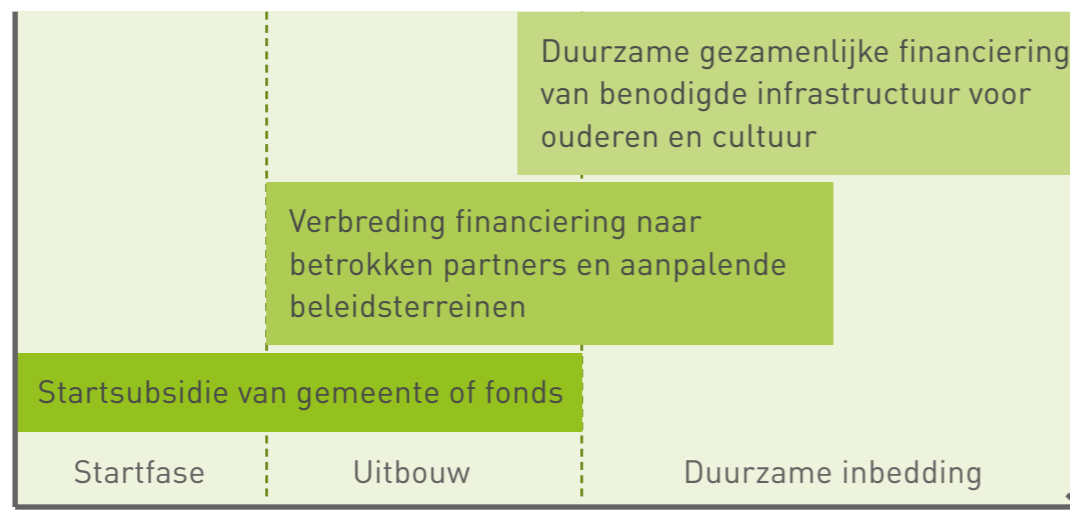 Duurzame gezamenlijke financiering
van benodigde infrastructuur voor
ouderen en cultuur
Verbreding financiering naar
betrokken partners en aanpalende
beleidsterreinen
Startsubsidie van gemeente of fonds
Startfase
Uitbouw
Duurzame inbedding